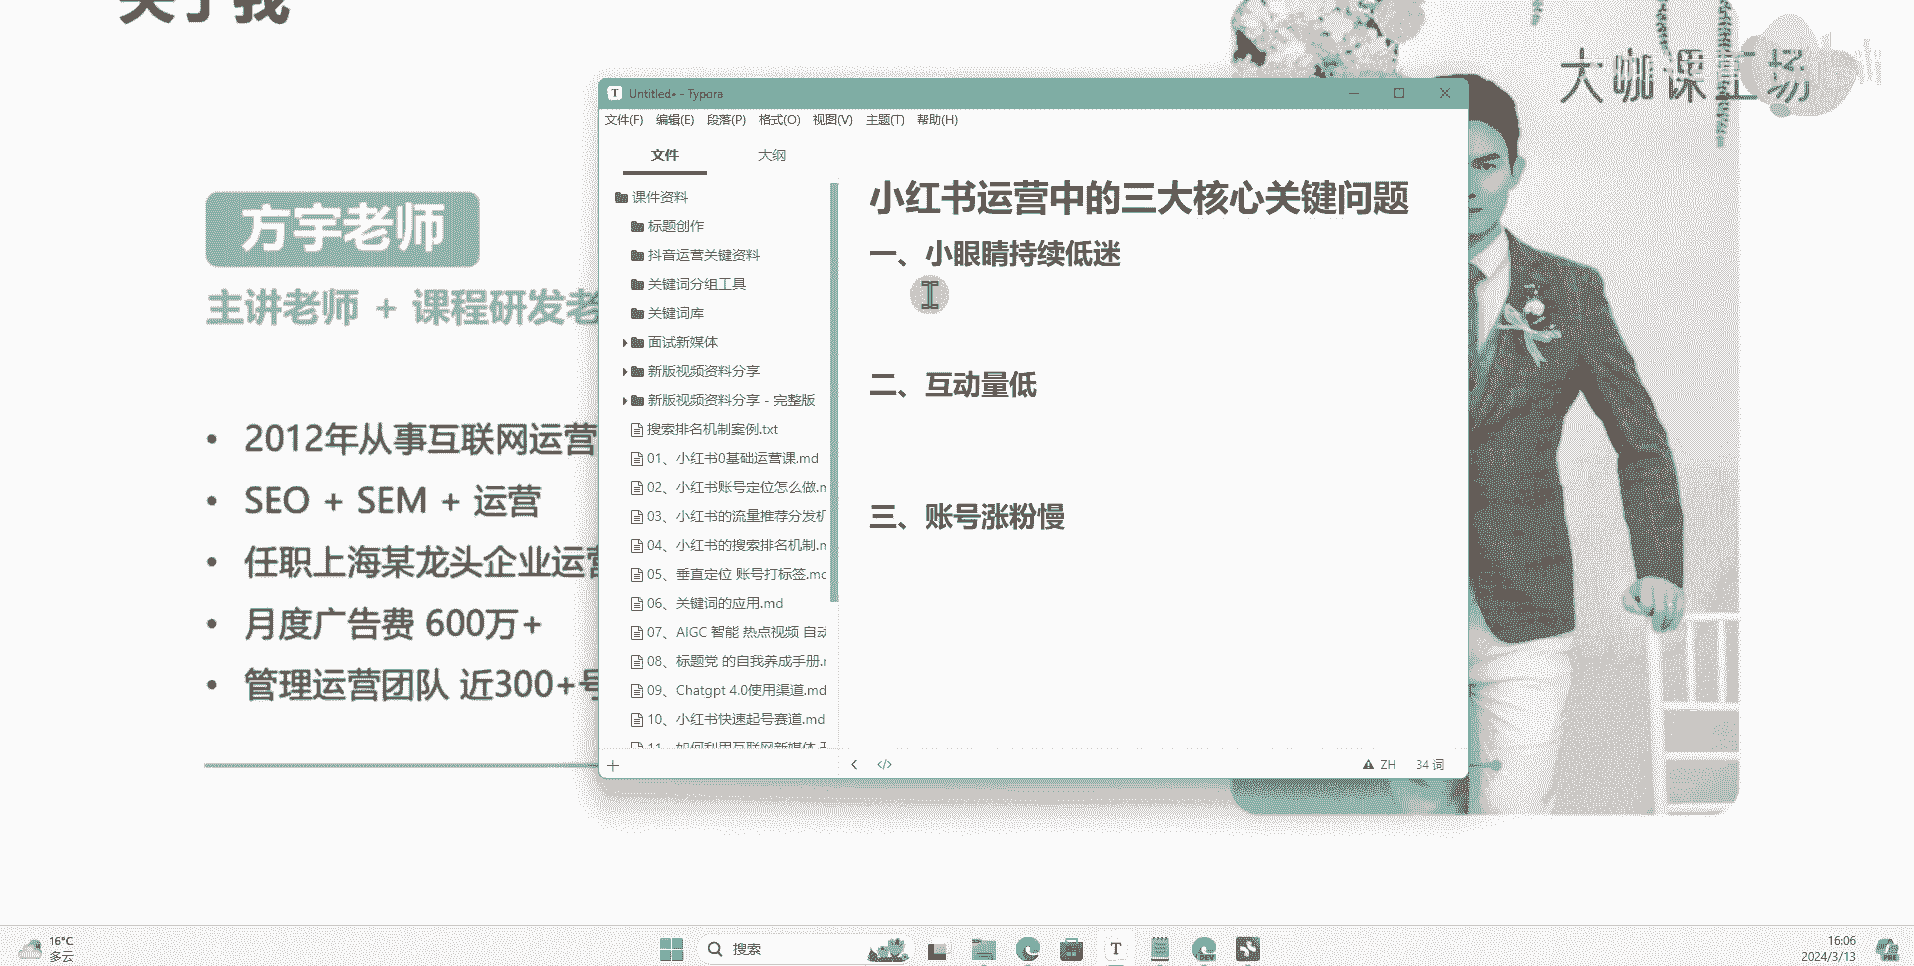 关于我
大咖课工场
方宇老师
主讲老师 + 课程研发老
• 2012年从事互联网运营
• SEO + SEM + 运营
• 任职上海某龙头企业运营
• 月度广告费 600万+
• 管理运营团队 近300+号
Untitled• - Typora
文件(F) 编辑(E) 段落(P) 格式(O) 视图(V) 主题(T) 帮助(H)
文件 大纲
课件资料
标题创作
抖音运营关键资料
关键词分组工具
关键词库
面试新媒体
新版视频资料分享
新版视频资料分享 - 完整版
搜索排名机制案例.txt
01、小红书0基础运营课.md
02、小红书账号定位怎么做.m
03、小红书的流量推荐分发机
04、小红书的搜索排名机制.m
05、垂直定位 账号打标签.mc
06、关键词的应用.md
07、AIGC 智能 热点视频 自动
08、标题党 的自我养成手册.r
09、Chatgpt 4.0使用渠道.md
10、小红书快速起号赛道.md
11、如何利用互联网新媒体
小红书运营中的三大核心关键问题
一、小眼睛持续低迷
二、互动量低
三、账号涨粉慢
ZH 34 词
16°C
多云
搜索
16:06
2024/3/13